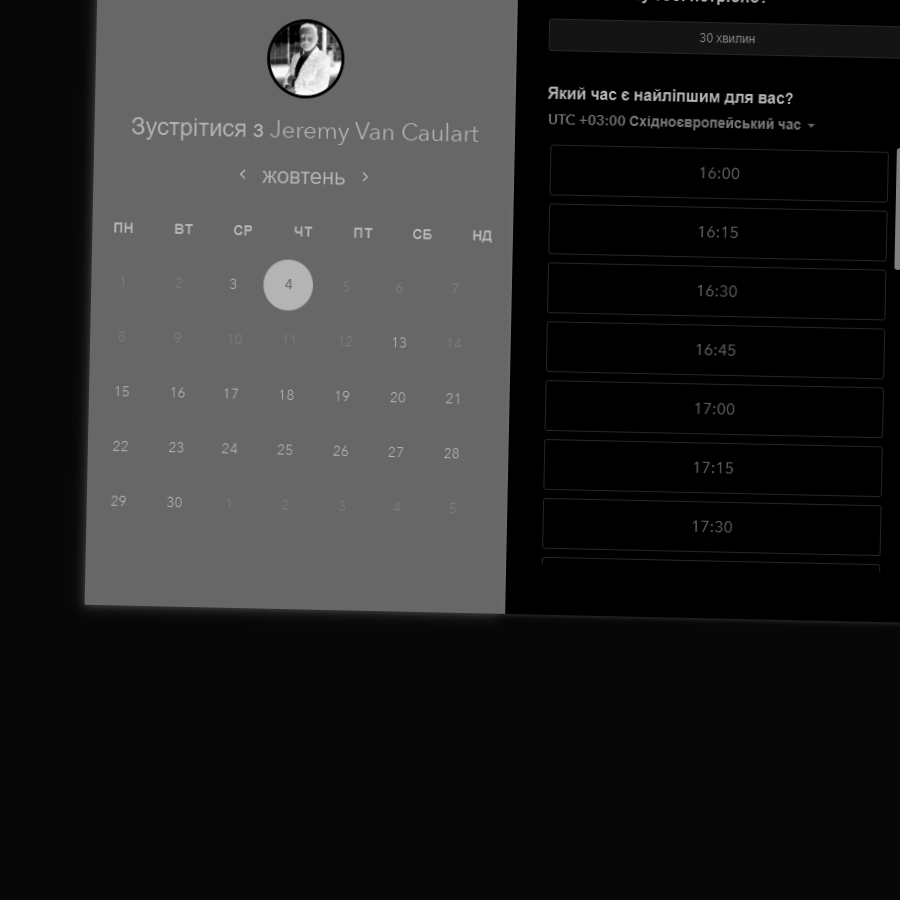 Зустрітися з Jeremy Van Caulart
жовтень
ПН ВТ СР ЧТ ПТ СБ НД
1 2 3 4 5 6 7
8 9 10 11 12 13 14
15 16 17 18 19 20 21
22 23 24 25 26 27 28
29 30 1 2 3 4 5
30 хвилин
Який час є найліпшим для вас?
UTC +03:00 Східноєвропейський час
16:00
16:15
16:30
16:45
17:00
17:15
17:30